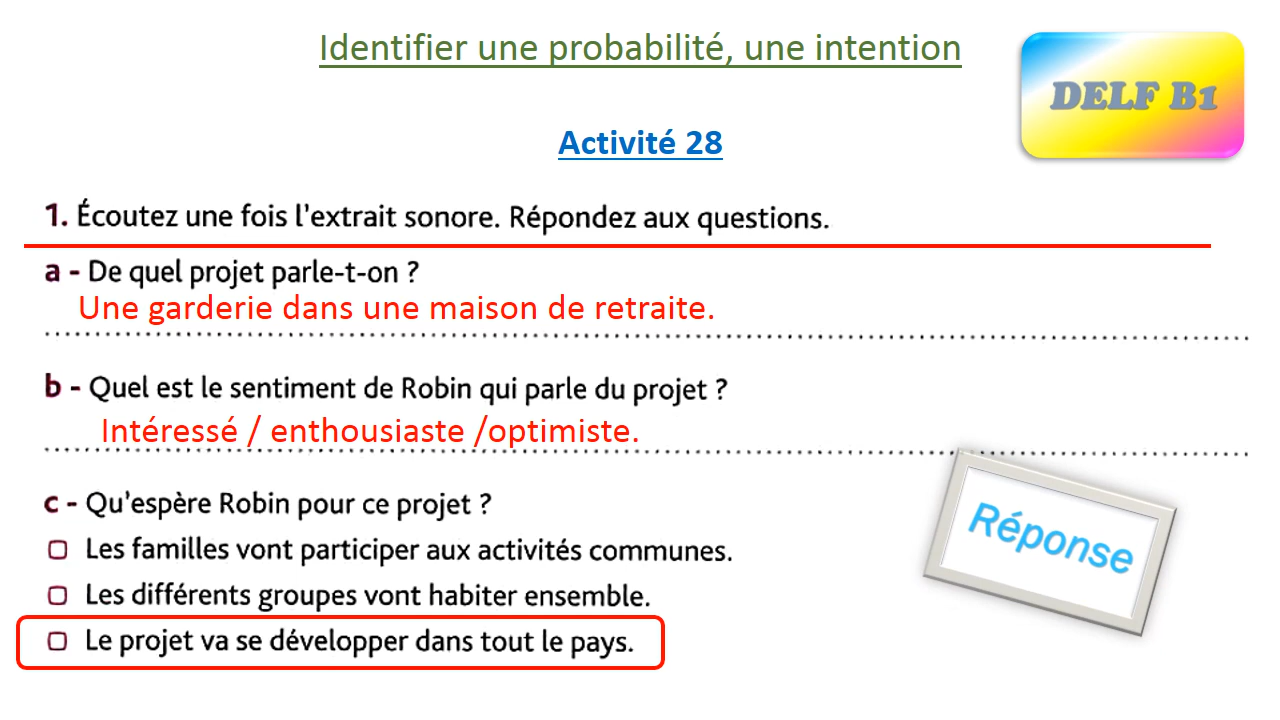 Identifier une probabilité, une intention
DELF B1
Activité 28
1. Écoutez une fois l'extrait sonore. Répondez aux questions.
a - De quel projet parle-t-on ?
Une garderie dans une maison de retraite.
b - Quel est le sentiment de Robin qui parle du projet ?
Intéressé / enthousiaste /optimiste.
c - Qu'espère Robin pour ce projet ?
Les familles vont participer aux activités communes.
Les différents groupes vont habiter ensemble.
Le projet va se développer dans tout le pays.
Réponse